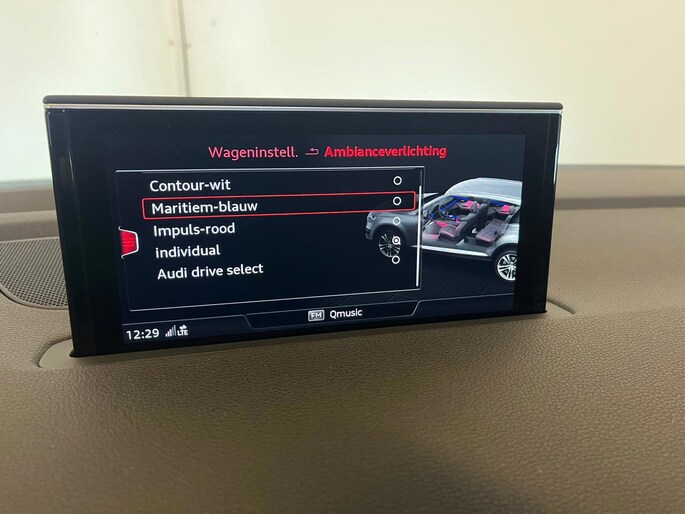 Wageninstell. Ambianceverlichting
Contour-wit
Maritiem-blauw
Impuls-rood
individual
Audi drive select
12:29 LTE
FM Qmusic